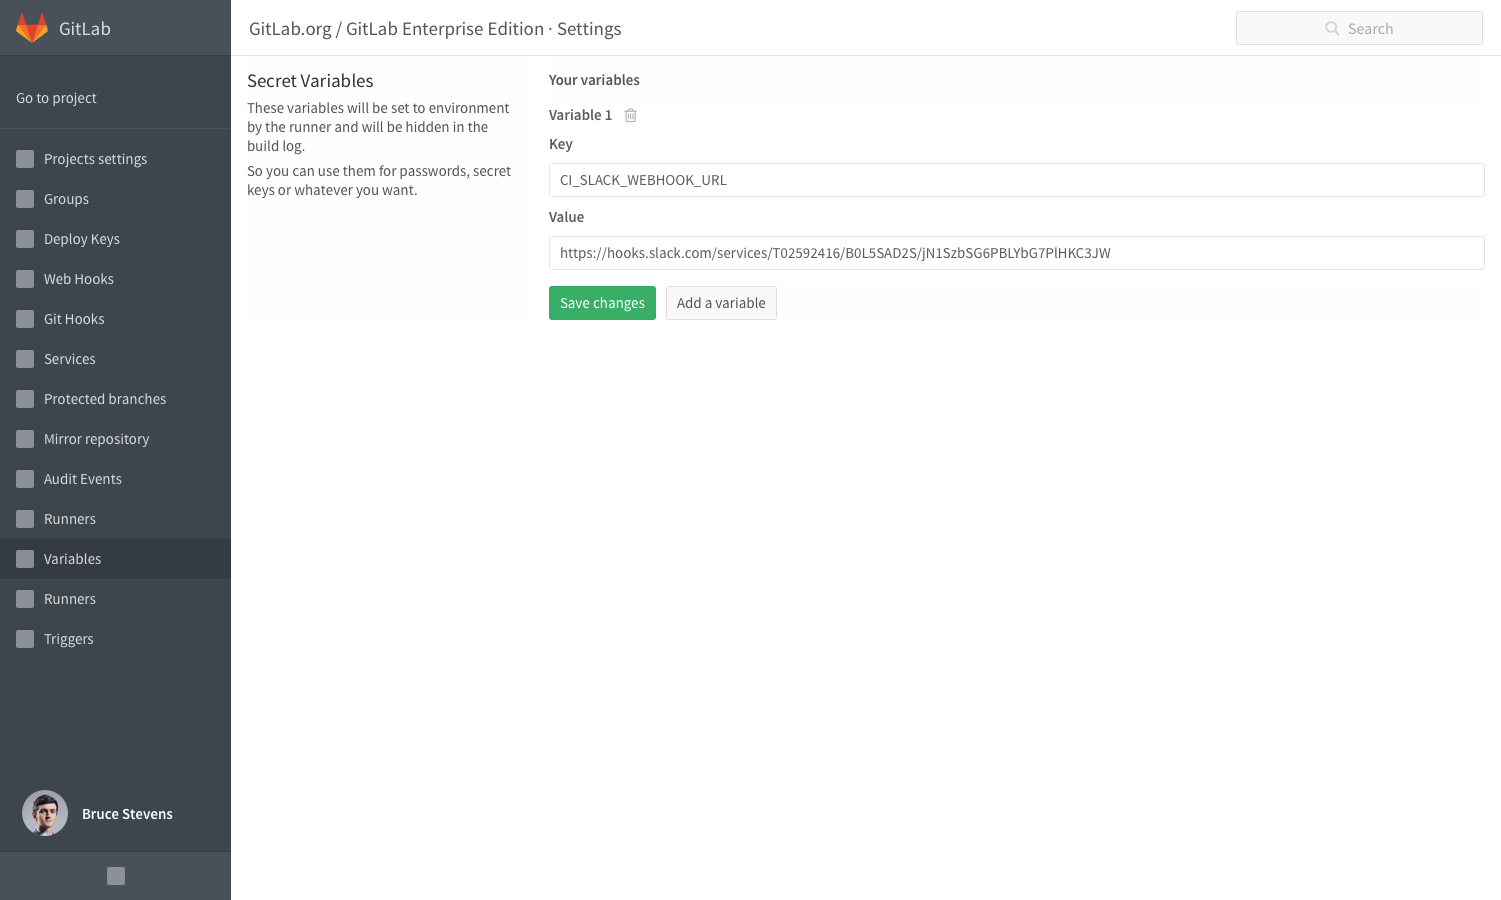 GitLab
GitLab.org / GitLab Enterprise Edition · Settings
Search
Go to project
Projects settings
Groups
Deploy Keys
Web Hooks
Git Hooks
Services
Protected branches
Mirror repository
Audit Events
Runners
Variables
Runners
Triggers
Bruce Stevens
Secret Variables
These variables will be set to environment
by the runner and will be hidden in the
build log.
So you can use them for passwords, secret
keys or whatever you want.
Your variables
Variable 1
Key
CI_SLACK_WEBHOOK_URL
Value
https://hooks.slack.com/services/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
Save changes
Add a variable